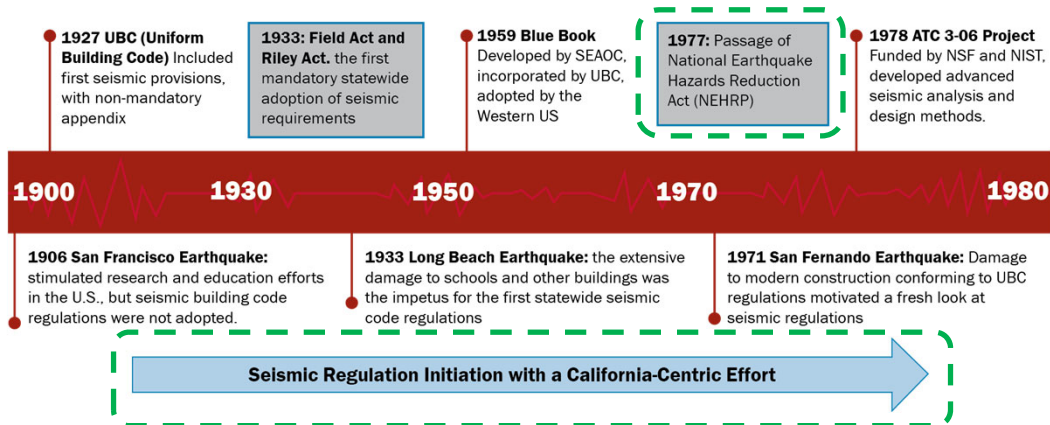 1927 UBC (Uniform
Building Code) Included
first seismic provisions,
with non-mandatory
appendix
1933: Field Act and
Riley Act. the first
mandatory statewide
adoption of seismic
requirements
1959 Blue Book
Developed by SEAOC,
incorporated by UBC,
adopted by the
Western US
1977: Passage of
National Earthquake
Hazards Reduction
Act (NEHRP)
1978 ATC 3-06 Project
Funded by NSF and NIST,
developed advanced
seismic analysis and
design methods.
1900 1930 1950 1970 1980
1906 San Francisco Earthquake:
stimulated research and education efforts
in the U.S., but seismic building code
regulations were not adopted.
1933 Long Beach Earthquake: the extensive
damage to schools and other buildings was
the impetus for the first statewide seismic
code regulations
1971 San Fernando Earthquake: Damage
to modern construction conforming to UBC
regulations motivated a fresh look at
seismic regulations
Seismic Regulation Initiation with a California-Centric Effort